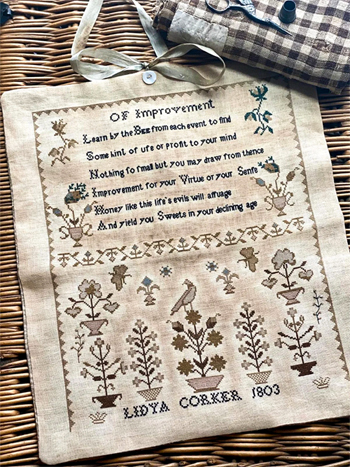 OF Improvement
Learn by the Bee from each event to find
Some hint of use or profit to your mind
Nothing so small but you may draw from thence
Improvement for your Virtue or your Sense
Honey like this life's evils will assuage
And yield you Sweets in your declining age
LIDYA CORKER 1803